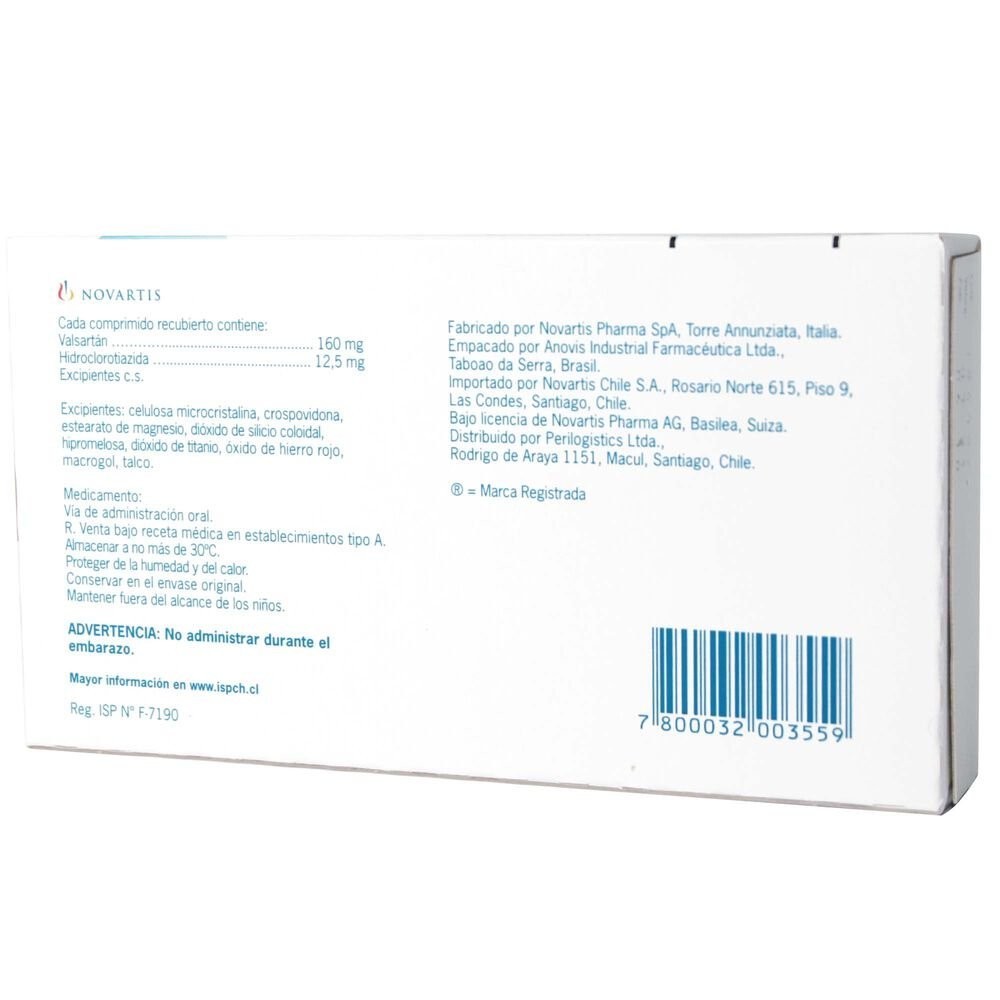 NOVARTIS
Cada comprimido recubierto contiene:
Valsartán ................................................ 160 mg
Hidroclorotiazida ..................................... 12,5 mg
Excipientes c.s.
Excipientes: celulosa microcristalina, crospovidona,
estearato de magnesio, dióxido de silicio coloidal,
hipromelosa, dióxido de titanio, óxido de hierro rojo,
macrogol, talco.
Medicamento:
Vía de administración oral.
R. Venta bajo receta médica en establecimientos tipo A.
Almacenar a no más de 30ºC.
Proteger de la humedad y del calor.
Conservar en el envase original.
Mantener fuera del alcance de los niños.
ADVERTENCIA: No administrar durante el
embarazo.
Mayor información en www.ispch.cl
Reg. ISP N° F-7190
Fabricado por Novartis Pharma SpA, Torre Annunziata, Italia.
Empacado por Anovis Industrial Farmacéutica Ltda.,
Taboao da Serra, Brasil.
Importado por Novartis Chile S.A., Rosario Norte 615, Piso 9,
Las Condes, Santiago, Chile.
Bajo licencia de Novartis Pharma AG, Basilea, Suiza.
Distribuido por Perilogistics Ltda.,
Rodrigo de Araya 1151, Macul, Santiago, Chile.
® = Marca Registrada
7 800032 003559